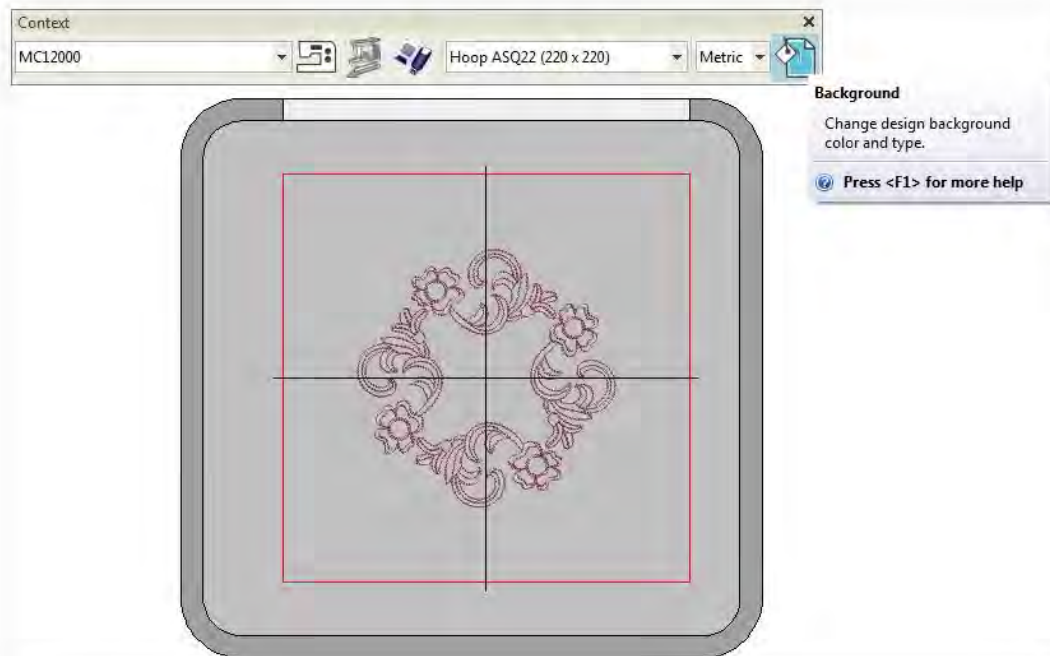 Context
MC12000
Hoop ASQ22 (220 x 220)
Metric
Background
Change design background
color and type.
Press <F1> for more help